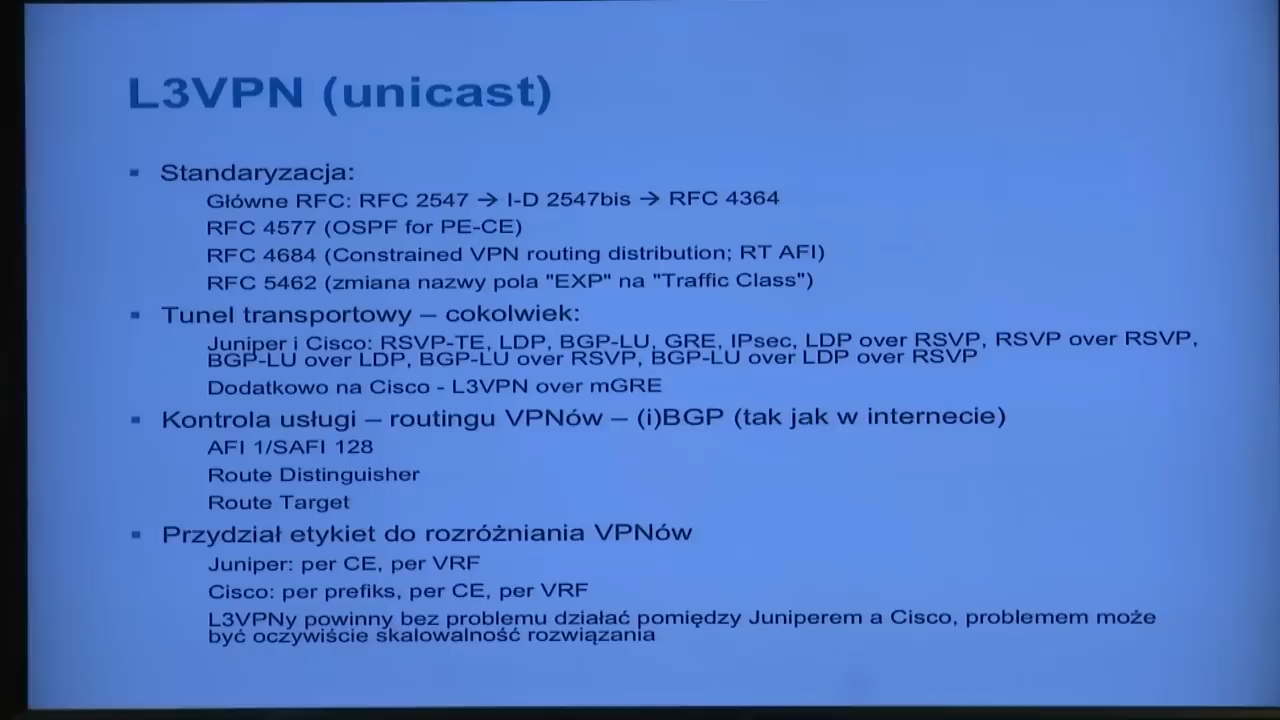 L3VPN (unicast)
Standaryzacja:
Główne RFC: RFC 2547 → I-D 2547bis → RFC 4364
RFC 4577 (OSPF for PE-CE)
RFC 4684 (Constrained VPN routing distribution; RT AFI)
RFC 5462 (zmiana nazwy pola "EXP" na "Traffic Class")
Tunel transportowy – cokolwiek:
Juniper i Cisco: RSVP-TE, LDP, BGP-LU, GRE, IPsec, LDP over RSVP, RSVP over RSVP,
BGP-LU over LDP, BGP-LU over RSVP, BGP-LU over LDP over RSVP
Dodatkowo na Cisco - L3VPN over mGRE
Kontrola usługi – routingu VPNów – (i)BGP (tak jak w internecie)
AFI 1/SAFI 128
Route Distinguisher
Route Target
Przydział etykiet do rozróżniania VPNów
Juniper: per CE, per VRF
Cisco: per prefiks, per CE, per VRF
L3VPNy powinny bez problemu działać pomiędzy Juniperem a Cisco, problemem może
być oczywiście skalowalność rozwiązania